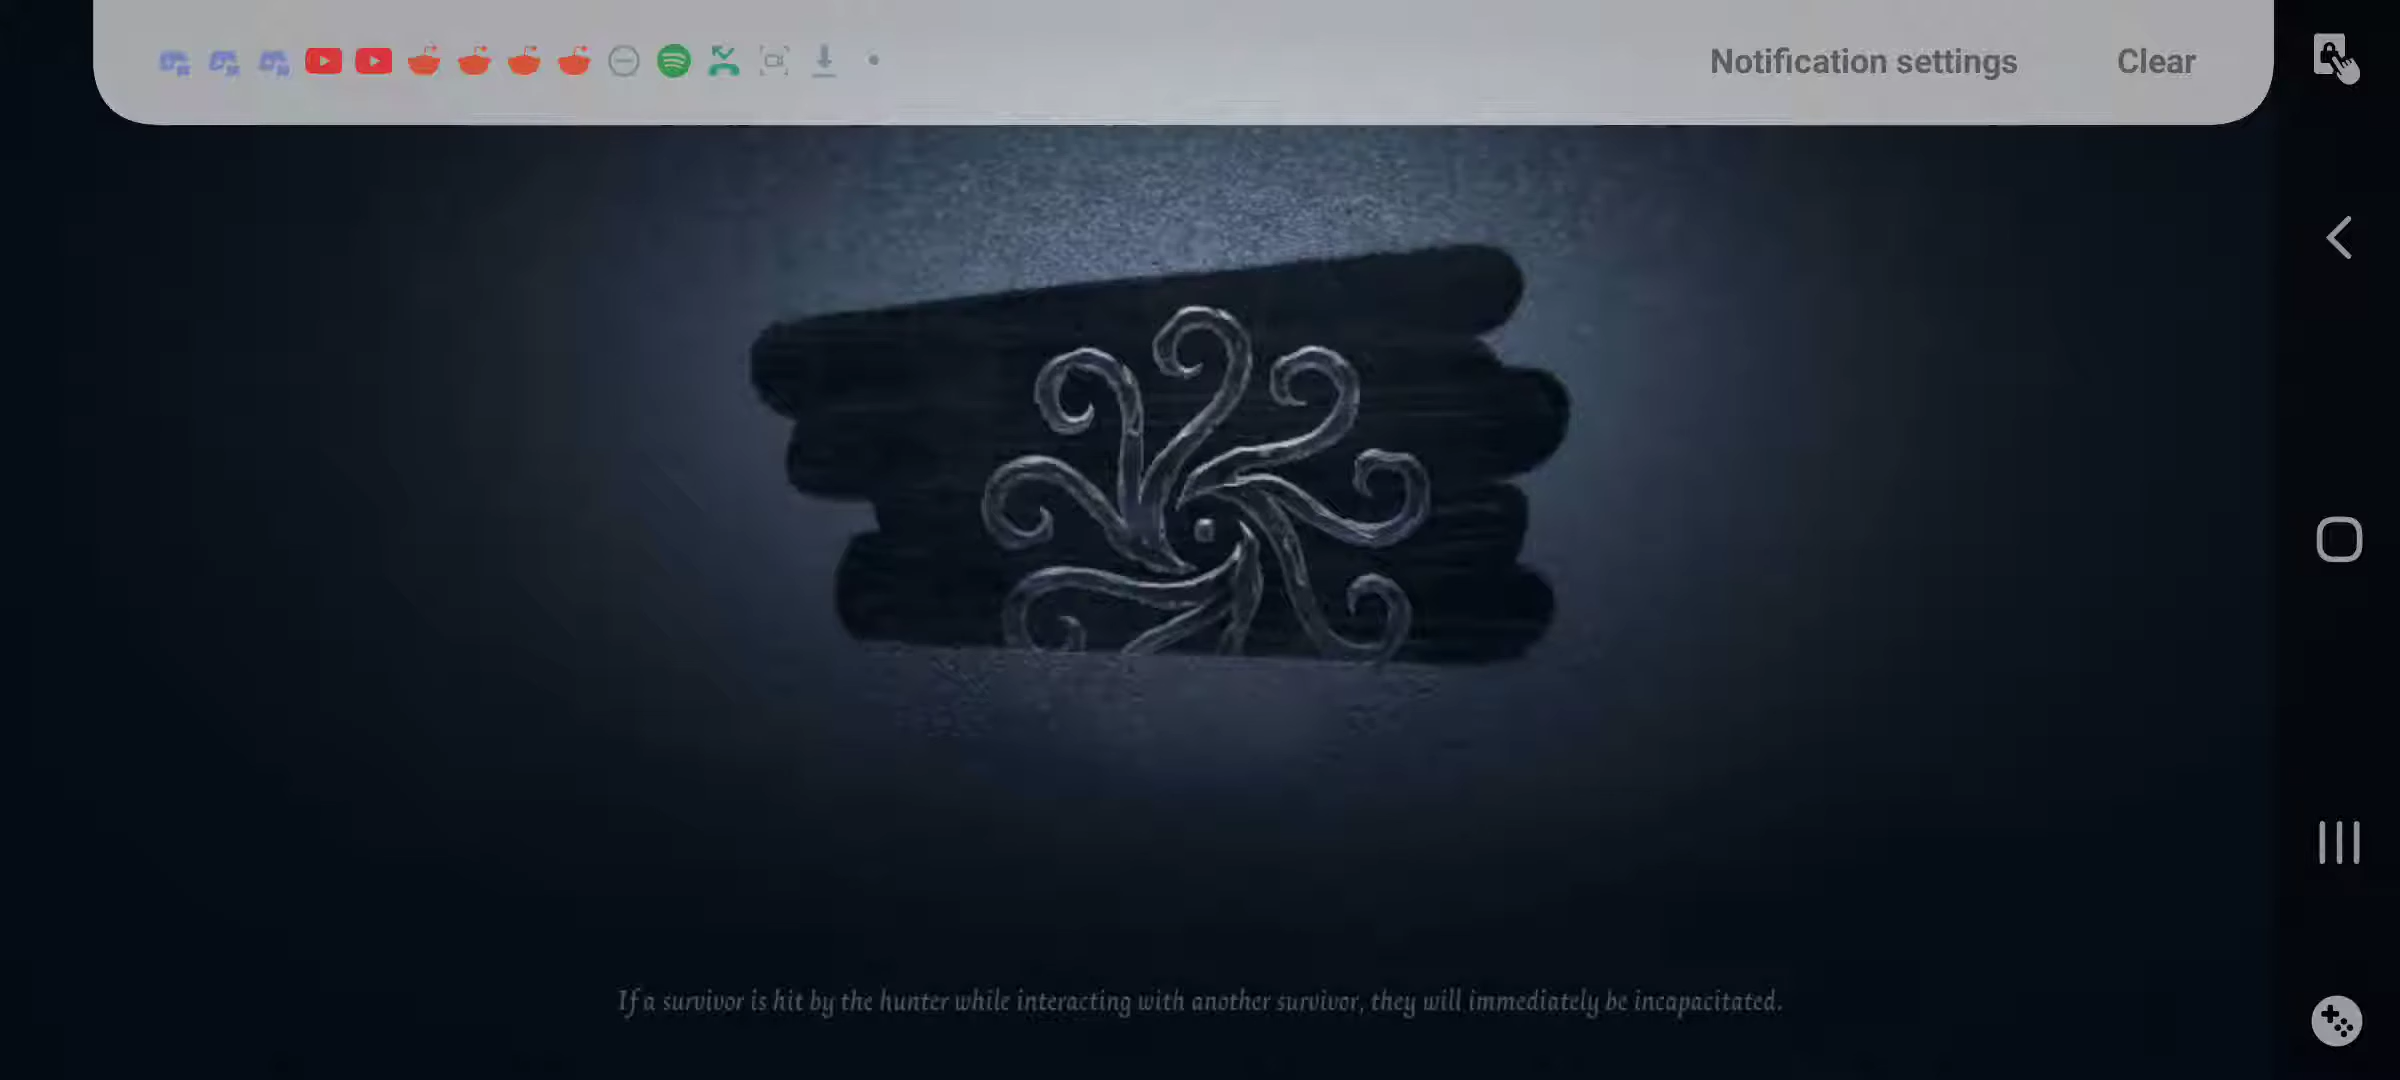 Notification settings
Clear
If a survivor is hit by the hunter while interacting with another survivor, they will immediately be incapacitated.